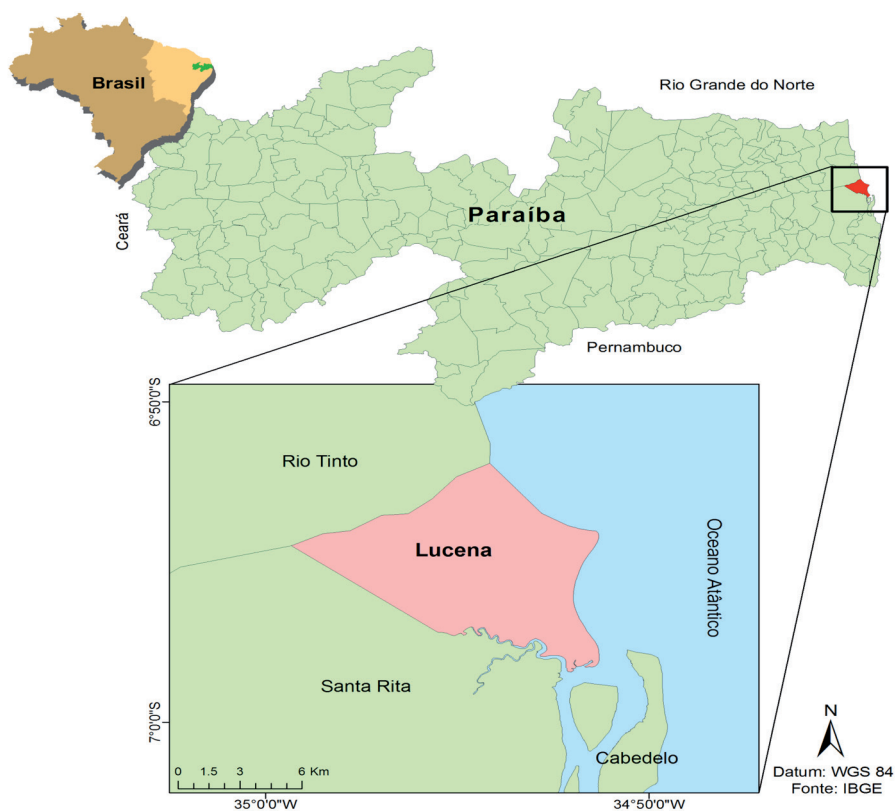 Brasil
Rio Grande do Norte
Ceará
Paraíba
Pernambuco
6°50'0"S
Rio Tinto
Lucena
Oceano Atântico
Santa Rita
7°0'0"S
Cabedelo
0 1.5 3 6 Km
N
Datum: WGS 84
Fonte: IBGE
35°0'0"W
34°50'0"W